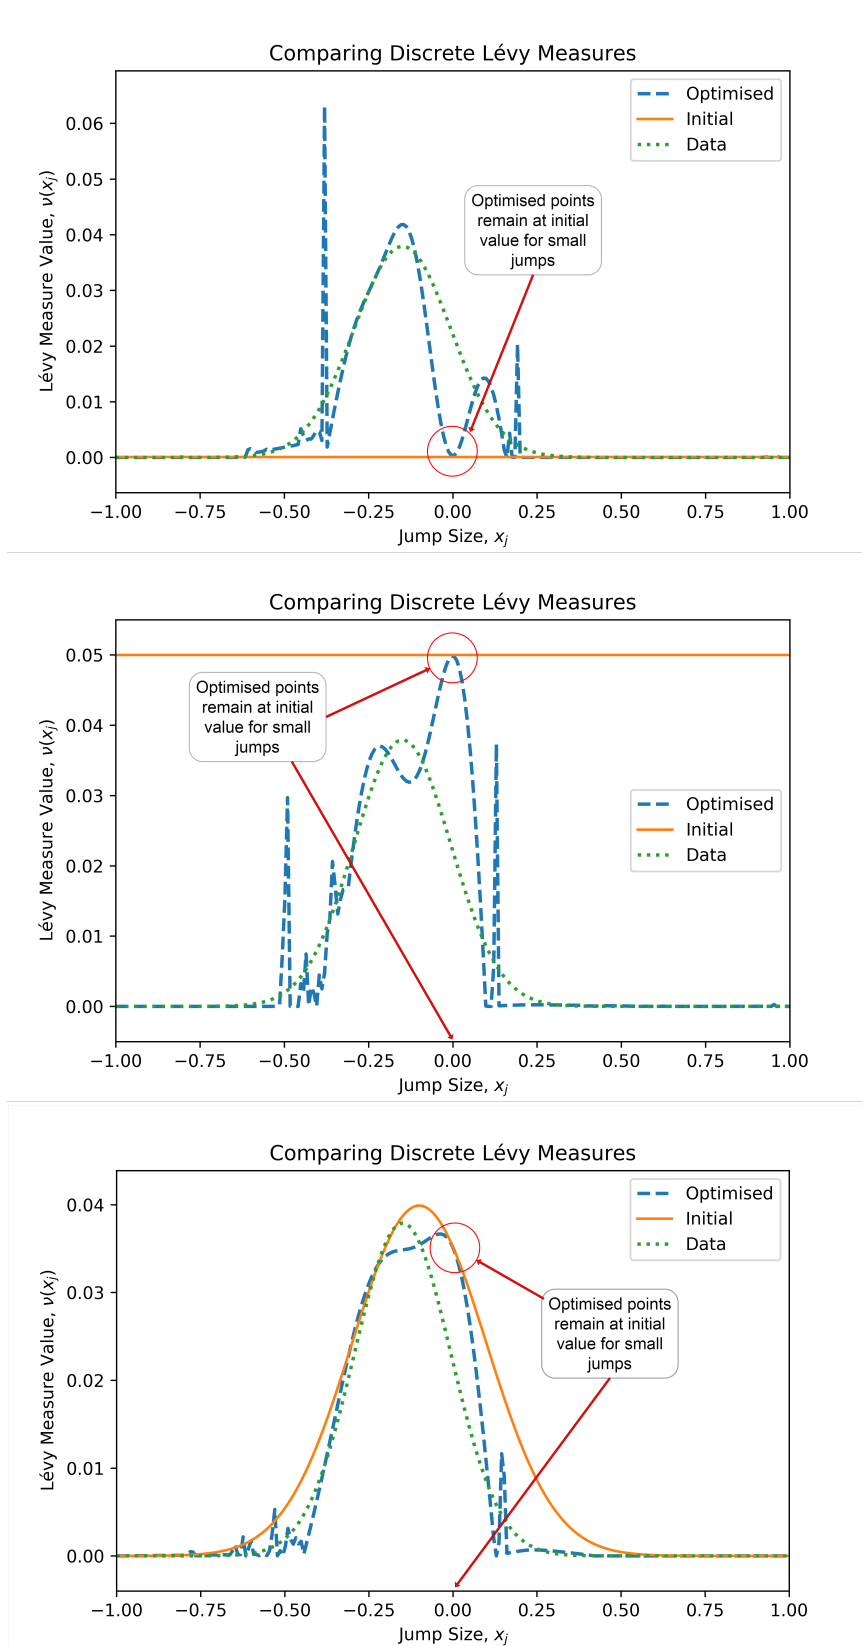 Comparing Discrete Lévy Measures
Lévy Measure Value, ν(xj)
0.06
0.05
0.04
0.03
0.02
0.01
0.00
Optimised
Initial
Data
Optimised points
remain at initial
value for small
jumps
−1.00 −0.75 −0.50 −0.25 0.00 0.25 0.50 0.75 1.00
Jump Size, xj
Comparing Discrete Lévy Measures
Lévy Measure Value, ν(xj)
0.05
0.04
0.03
0.02
0.01
0.00
Optimised points
remain at initial
value for small
jumps
Optimised
Initial
Data
−1.00 −0.75 −0.50 −0.25 0.00 0.25 0.50 0.75 1.00
Jump Size, xj
Comparing Discrete Lévy Measures
Lévy Measure Value, ν(xj)
0.04
0.03
0.02
0.01
0.00
Optimised
Initial
Data
Optimised points
remain at initial
value for small
jumps
−1.00 −0.75 −0.50 −0.25 0.00 0.25 0.50 0.75 1.00
Jump Size, xj